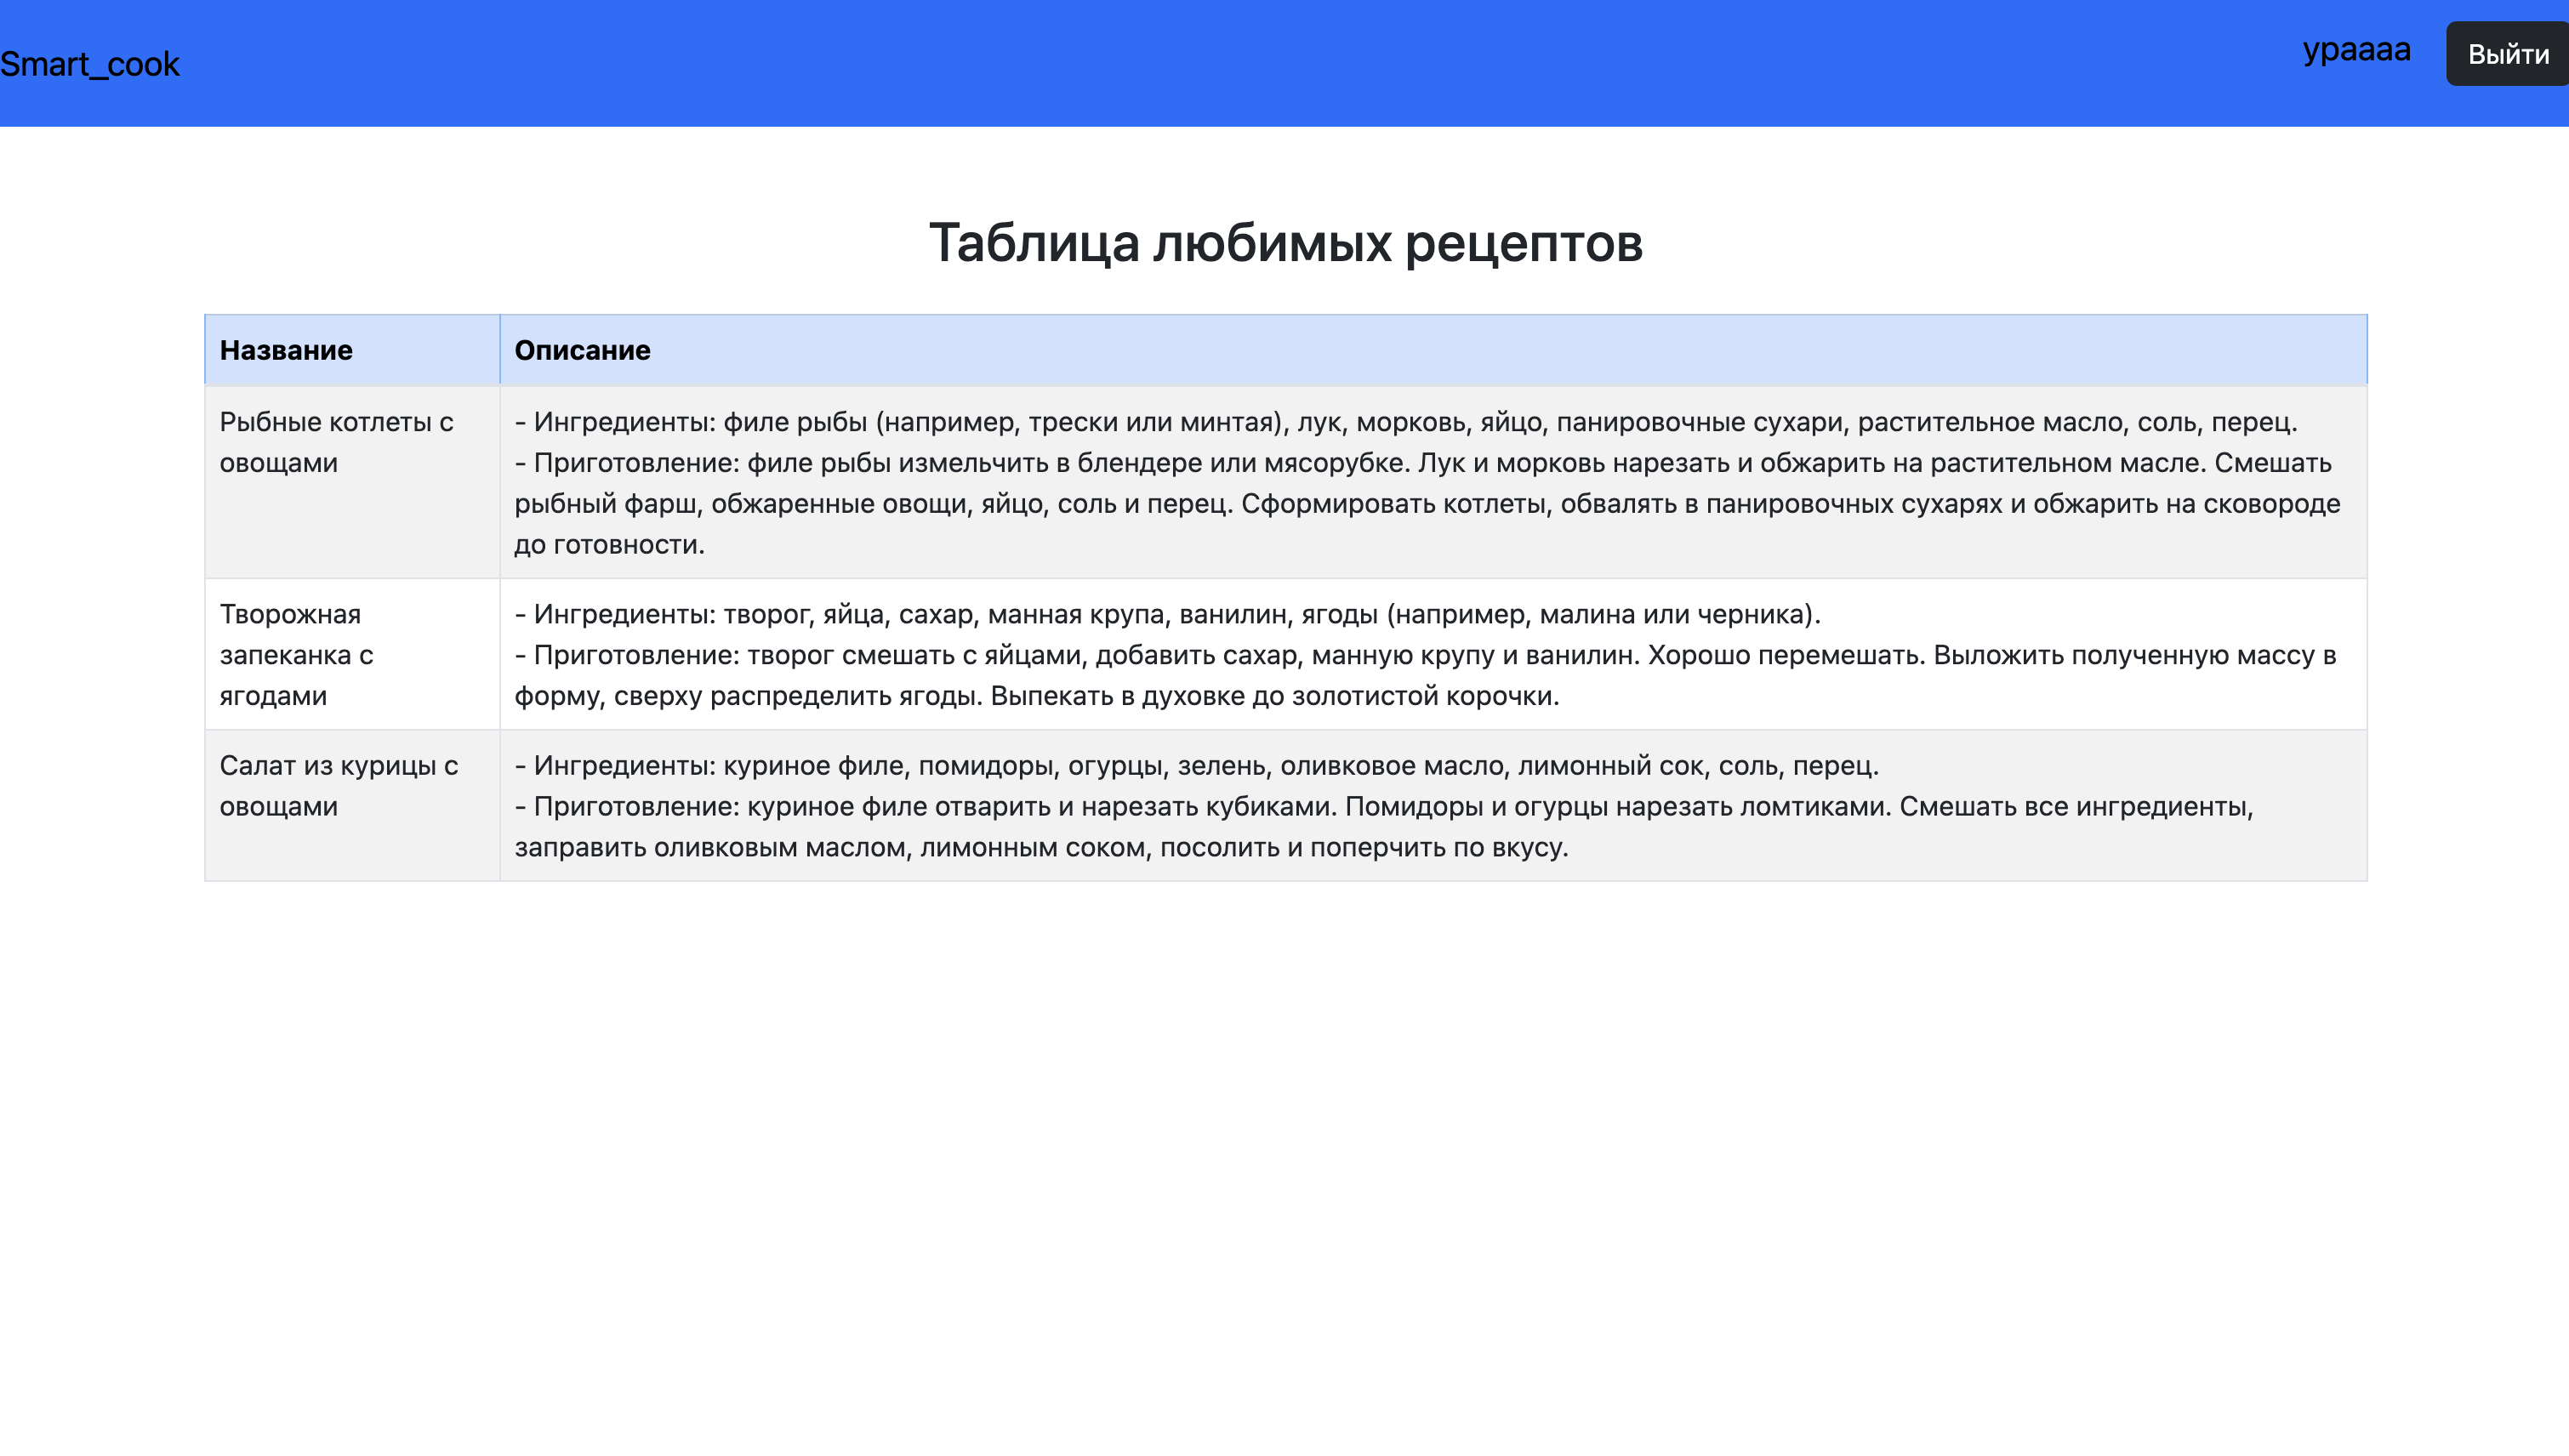 Smart_cook
ураааа
Выйти
Таблица любимых рецептов
Название
Описание
Рыбные котлеты с
овощами
- Ингредиенты: филе рыбы (например, трески или минтая), лук, морковь, яйцо, панировочные сухари, растительное масло, соль, перец.
- Приготовление: филе рыбы измельчить в блендере или мясорубке. Лук и морковь нарезать и обжарить на растительном масле. Смешать
рыбный фарш, обжаренные овощи, яйцо, соль и перец. Сформировать котлеты, обвалять в панировочных сухарях и обжарить на сковороде
до готовности.
Творожная
запеканка с
ягодами
- Ингредиенты: творог, яйца, сахар, манная крупа, ванилин, ягоды (например, малина или черника).
- Приготовление: творог смешать с яйцами, добавить сахар, манную крупу и ванилин. Хорошо перемешать. Выложить полученную массу в
форму, сверху распределить ягоды. Выпекать в духовке до золотистой корочки.
Салат из курицы с
овощами
- Ингредиенты: куриное филе, помидоры, огурцы, зелень, оливковое масло, лимонный сок, соль, перец.
- Приготовление: куриное филе отварить и нарезать кубиками. Помидоры и огурцы нарезать ломтиками. Смешать все ингредиенты,
заправить оливковым маслом, лимонным соком, посолить и поперчить по вкусу.